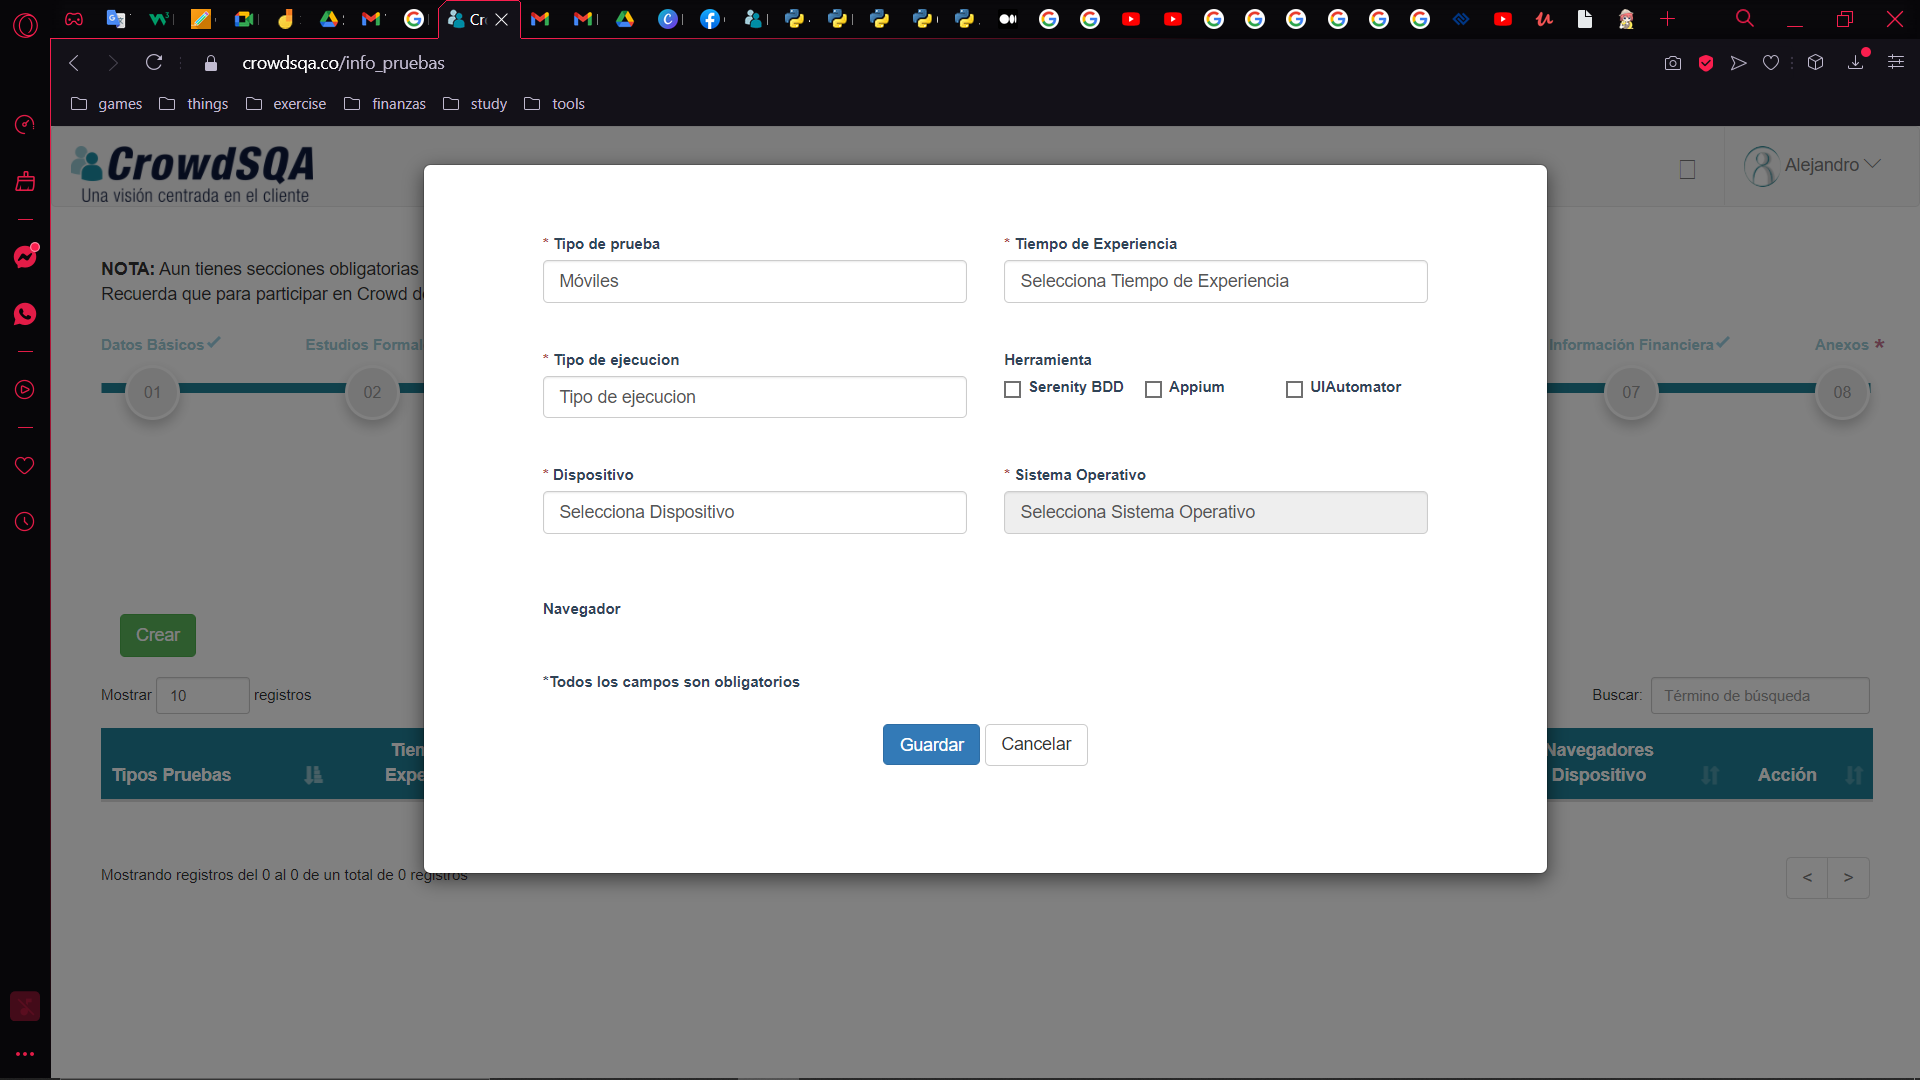 Cr
crowdsqa.co/info_pruebas
games things exercise finanzas study tools
CrowdSQA
Una visión centrada en el cliente
Alejandro
NOTA: Aun tienes secciones obligatorias
Recuerda que para participar en Crowd d
Datos Básicos Estudios Formal Información Financiera Anexos *
01 02 07 08
* Tipo de prueba * Tiempo de Experiencia
Móviles Selecciona Tiempo de Experiencia
* Tipo de ejecucion Herramienta
Tipo de ejecucion Serenity BDD Appium UIAutomator
* Dispositivo * Sistema Operativo
Selecciona Dispositivo Selecciona Sistema Operativo
Navegador
*Todos los campos son obligatorios
Guardar Cancelar
Crear
Mostrar 10 registros Buscar: Término de búsqueda
Tien Navegadores
Tipos Pruebas Expe Dispositivo Acción
Mostrando registros del 0 al 0 de un total de 0 registros < >